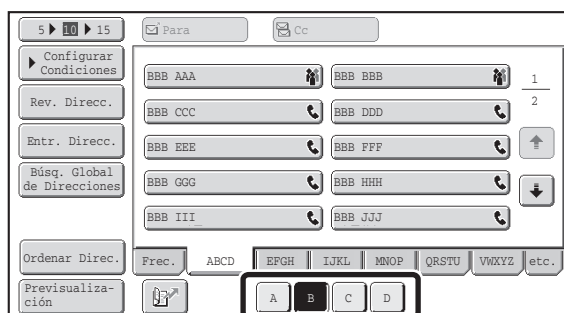 5 10 15
Para
Cc
Configurar
Condiciones
Rev. Direcc.
Entr. Direcc.
Búsq. Global
de Direcciones
Ordenar Direc.
Previsualiza-
ción
BBB AAA
BBB BBB
BBB CCC
BBB DDD
BBB EEE
BBB FFF
BBB GGG
BBB HHH
BBB III
BBB JJJ
1
2
Frec.
ABCD
EFGH
IJKL
MNOP
QRSTU
VWXYZ
etc.
A
B
C
D